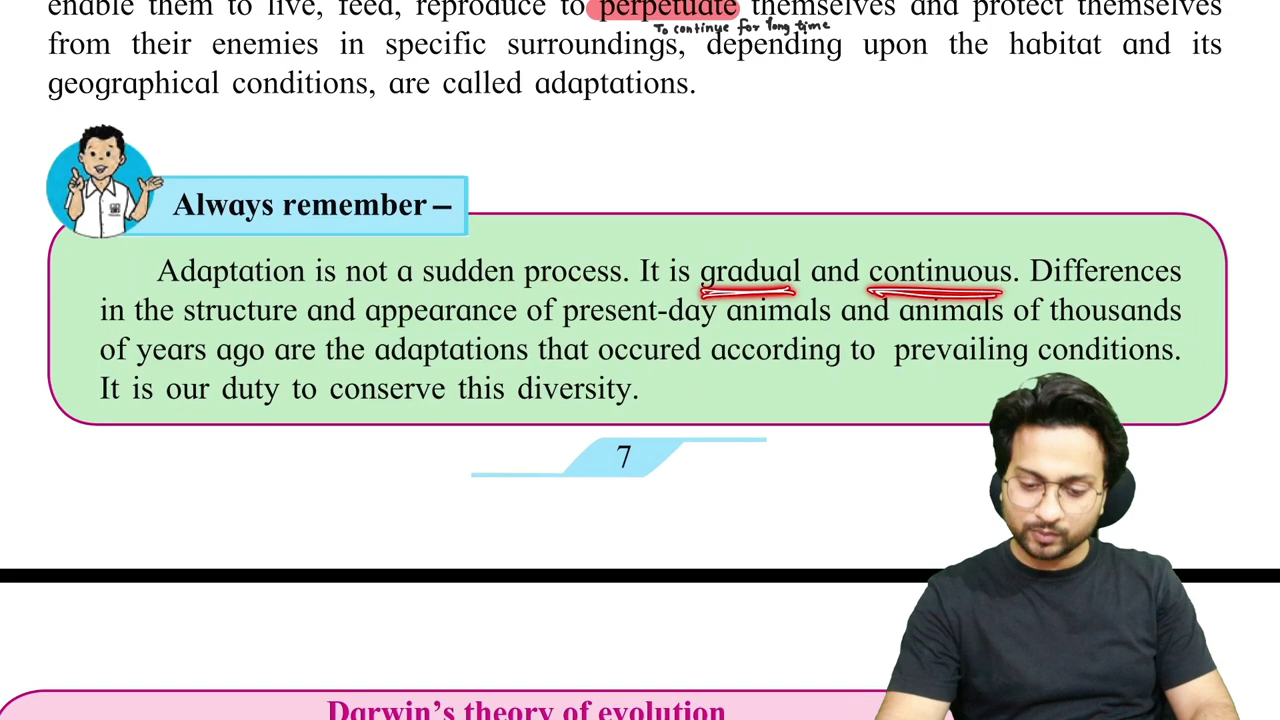 enable them to live, feed, reproduce to perpetuate themselves and protect themselves
To continue for long time
from their enemies in specific surroundings, depending upon the habitat and its
geographical conditions, are called adaptations.
Always remember –
Adaptation is not a sudden process. It is gradual and continuous. Differences
in the structure and appearance of present-day animals and animals of thousands
of years ago are the adaptations that occured according to prevailing conditions.
It is our duty to conserve this diversity.
7
Darwin's theory of evolution